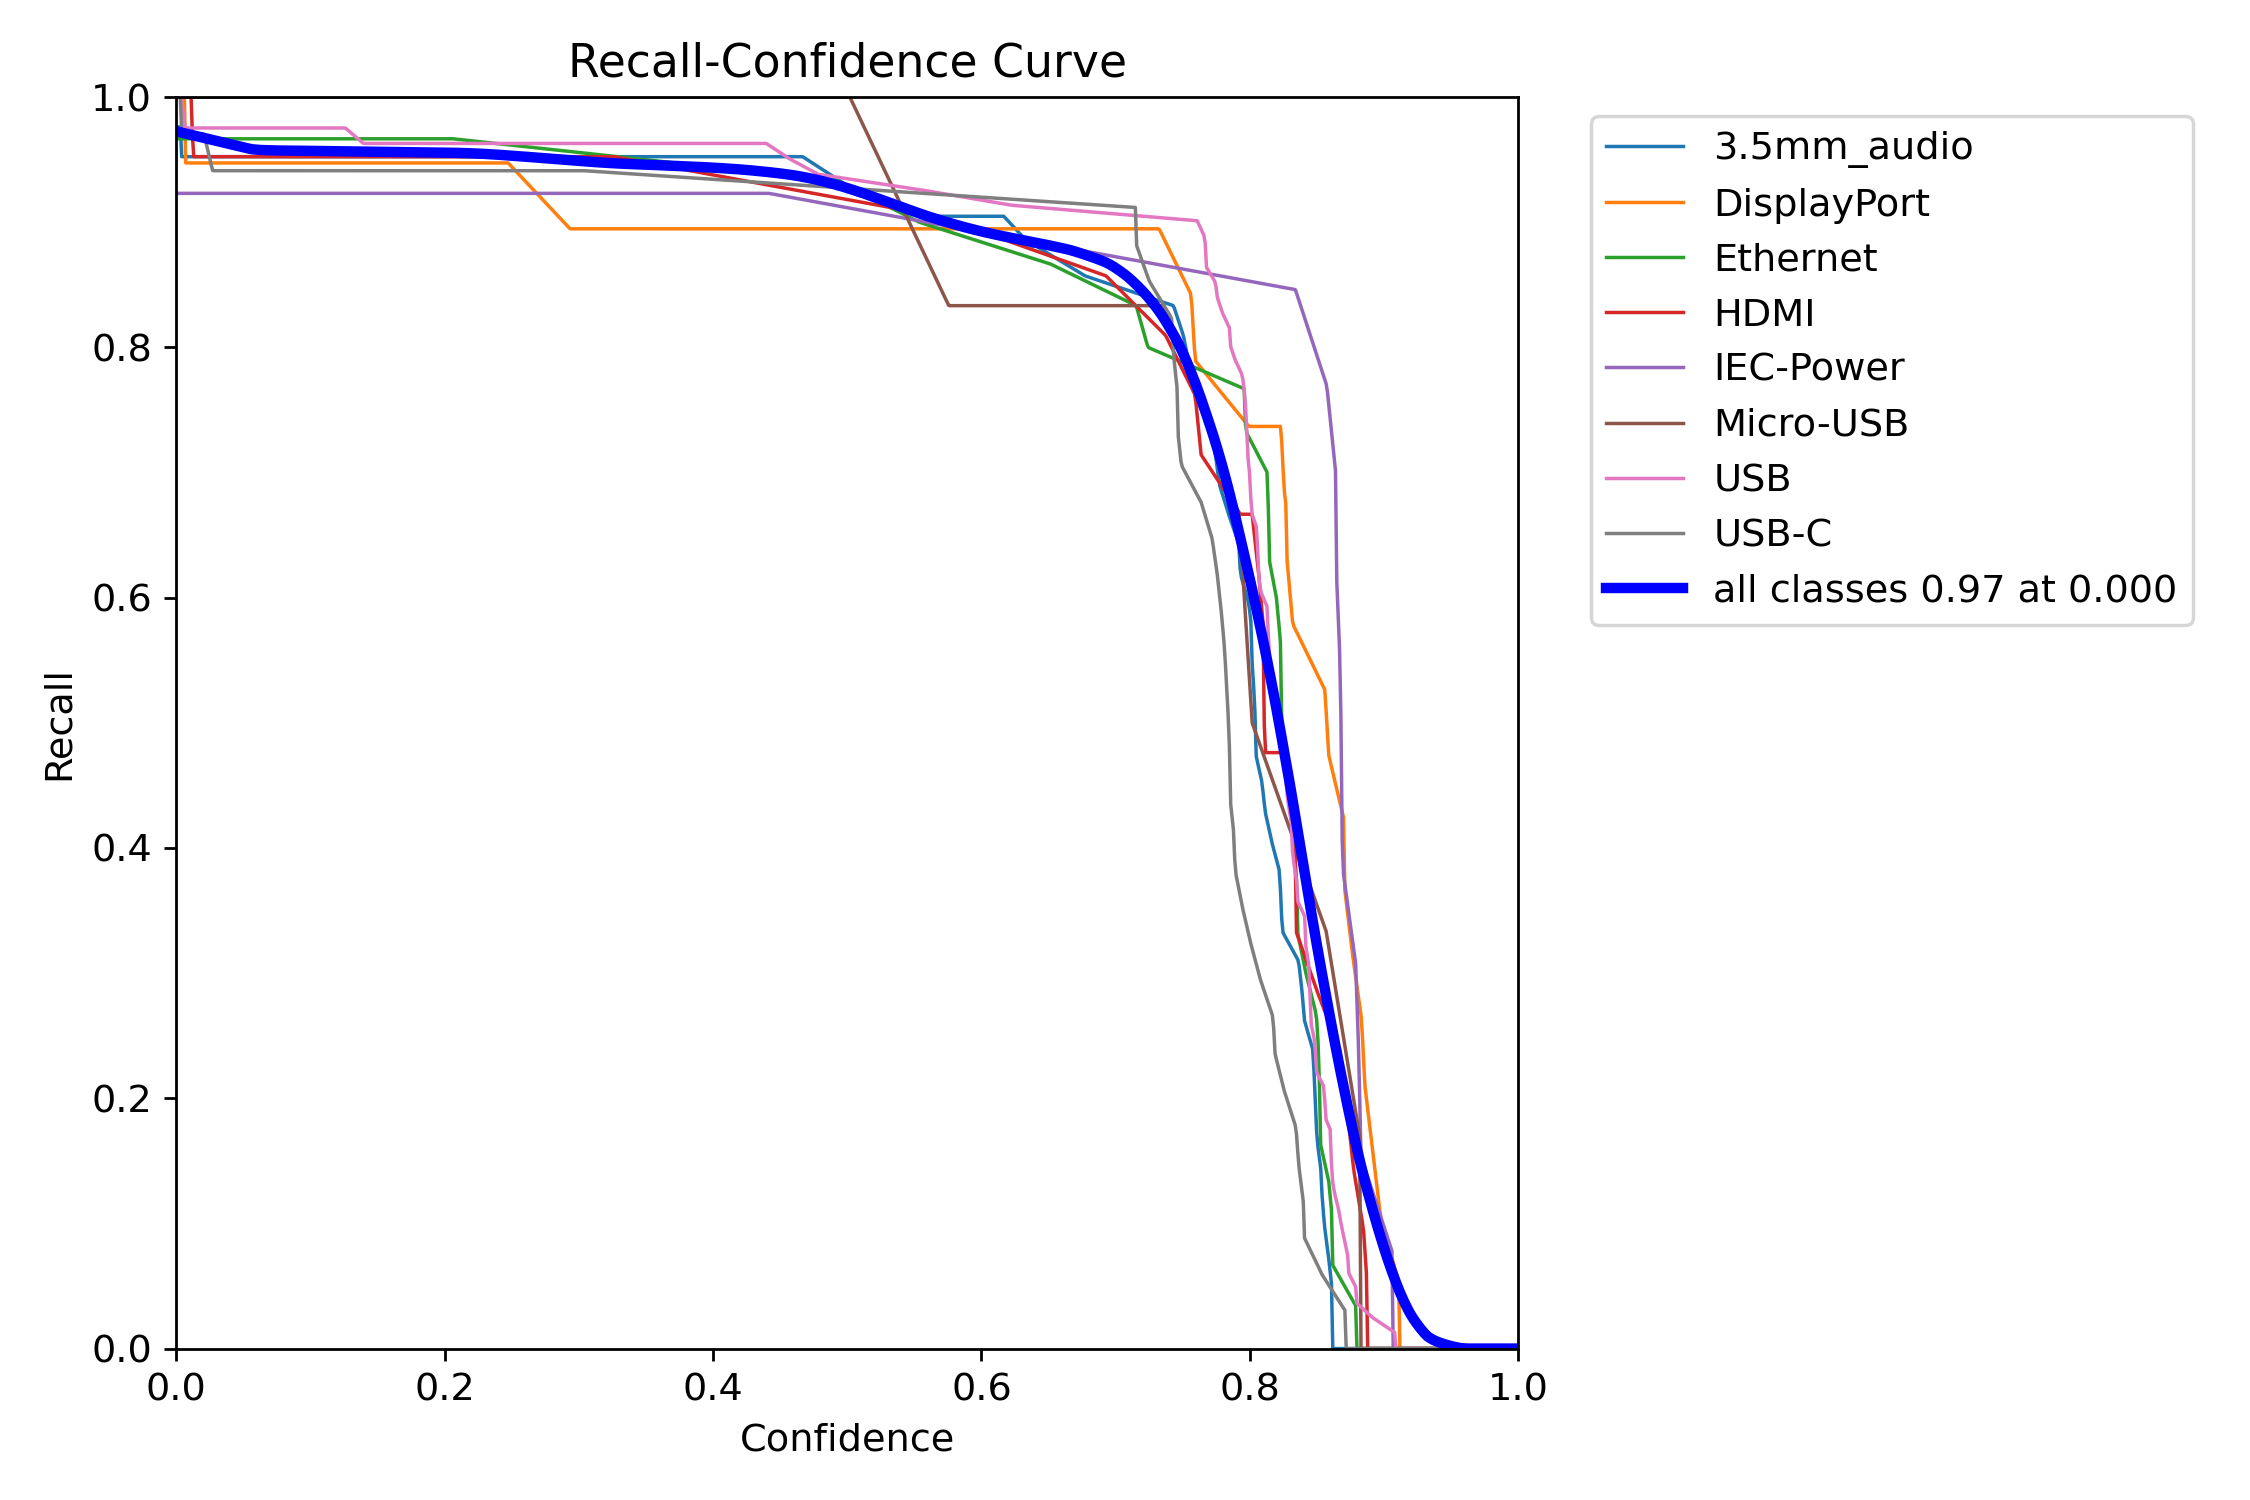 Recall-Confidence Curve
1.0
0.8
0.6
0.4
0.2
0.0
Recall
0.0 0.2 0.4 0.6 0.8 1.0
Confidence
3.5mm_audio
DisplayPort
Ethernet
HDMI
IEC-Power
Micro-USB
USB
USB-C
all classes 0.97 at 0.000